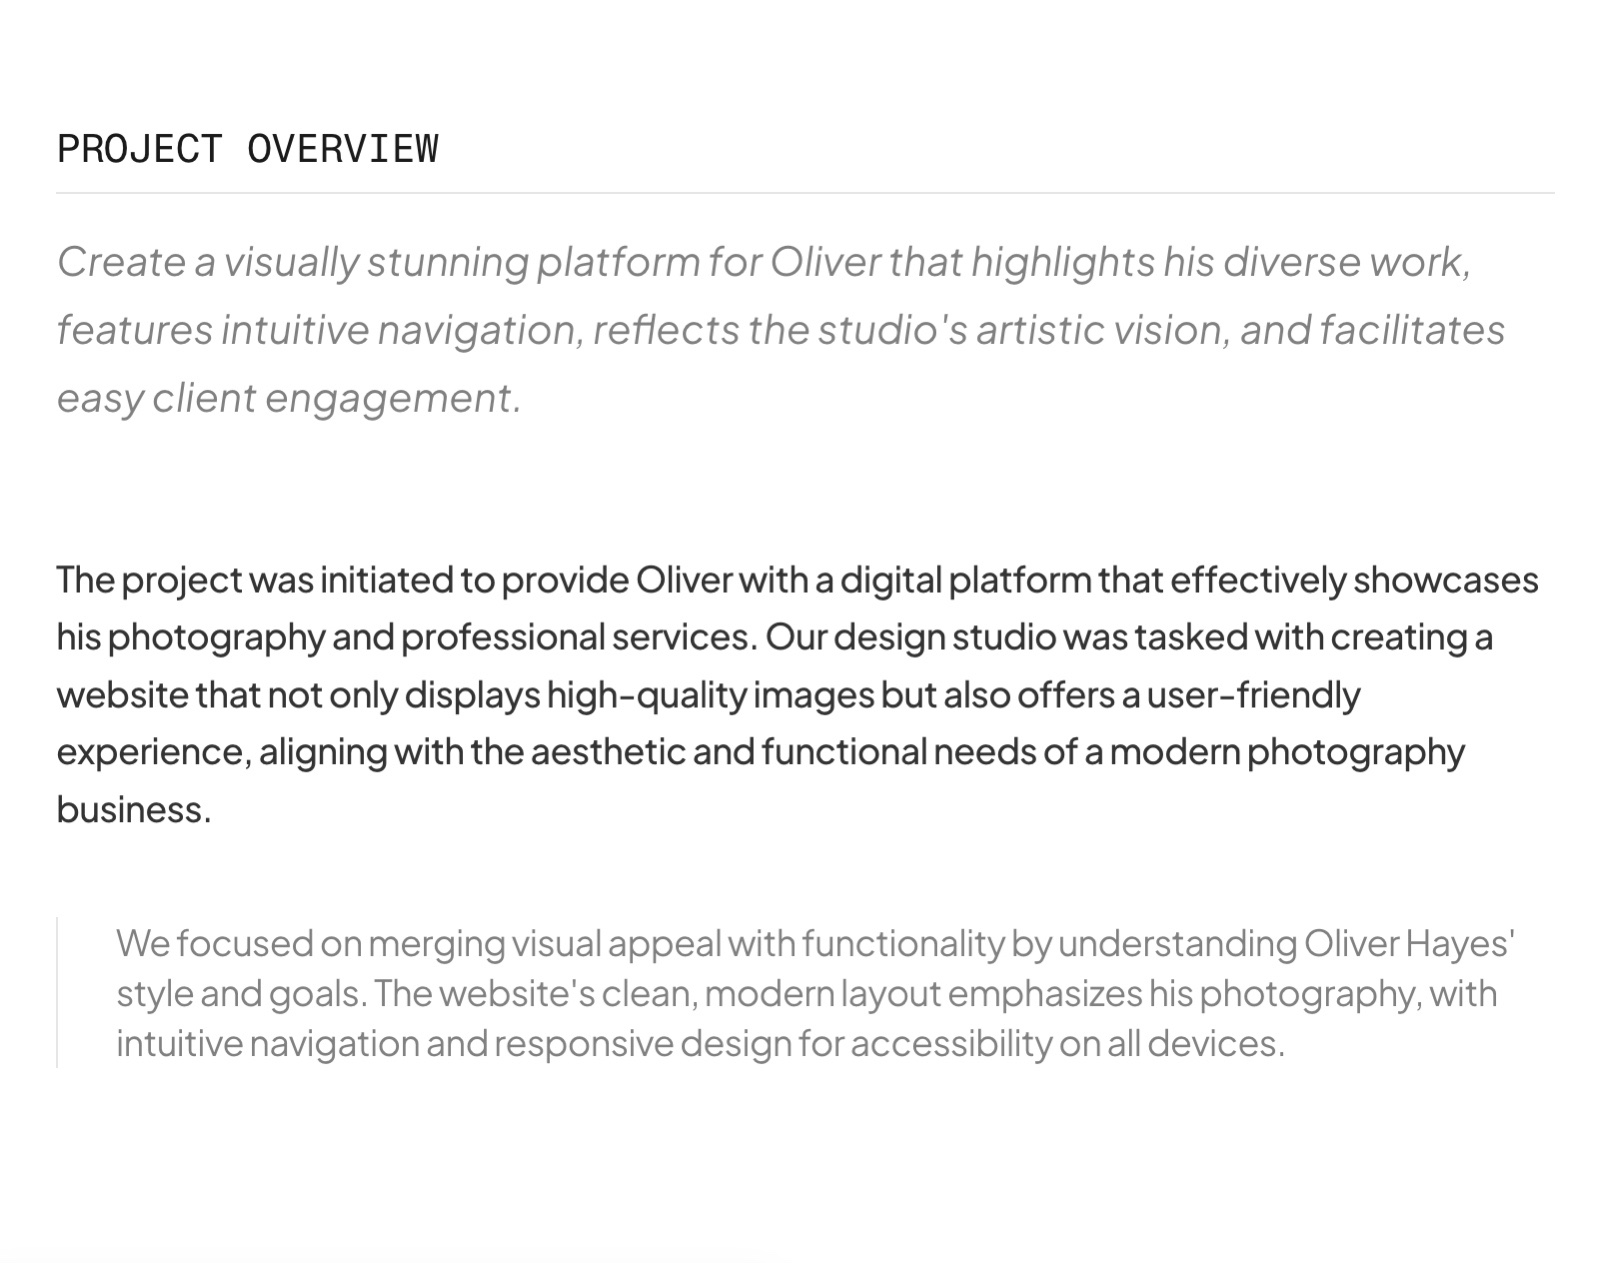 PROJECT OVERVIEW
Create a visually stunning platform for Oliver that highlights his diverse work,
features intuitive navigation, reflects the studio's artistic vision, and facilitates
easy client engagement.
The project was initiated to provide Oliver with a digital platform that effectively showcases
his photography and professional services. Our design studio was tasked with creating a
website that not only displays high-quality images but also offers a user-friendly
experience, aligning with the aesthetic and functional needs of a modern photography
business.
We focused on merging visual appeal with functionality by understanding Oliver Hayes'
style and goals. The website's clean, modern layout emphasizes his photography, with
intuitive navigation and responsive design for accessibility on all devices.